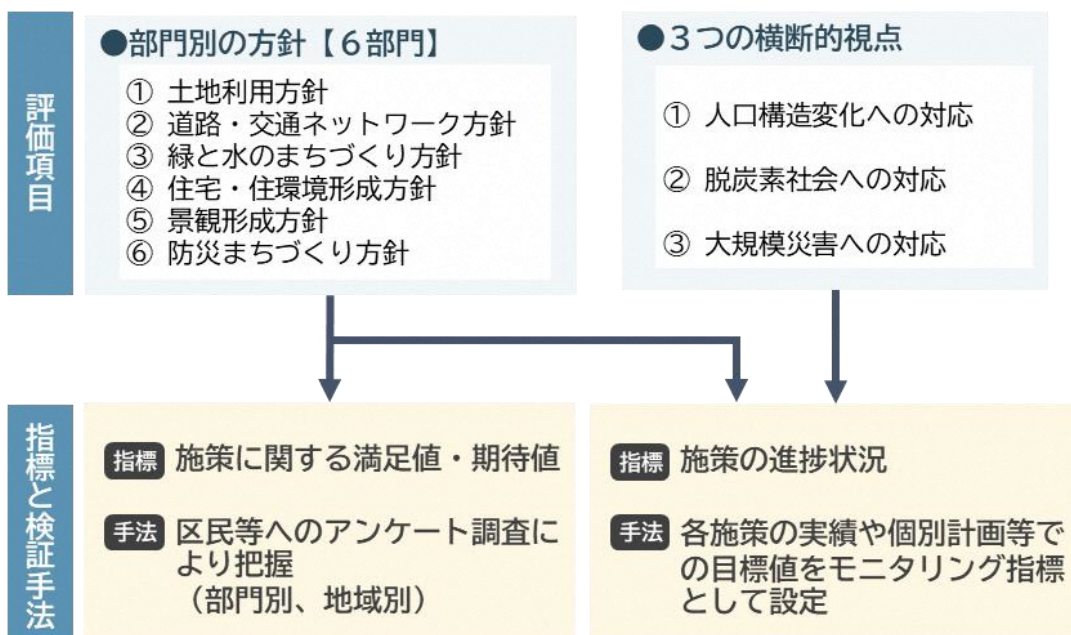 評価項目
●部門別の方針【６部門】
① 土地利用方針
② 道路・交通ネットワーク方針
③ 緑と水のまちづくり方針
④ 住宅・住環境形成方針
⑤ 景観形成方針
⑥ 防災まちづくり方針
●３つの横断的視点
① 人口構造変化への対応
② 脱炭素社会への対応
③ 大規模災害への対応
指標と検証手法
指標 施策に関する満足値・期待値
手法 区民等へのアンケート調査に
より把握
（部門別、地域別）
指標 施策の進捗状況
手法 各施策の実績や個別計画等で
の目標値をモニタリング指標
として設定